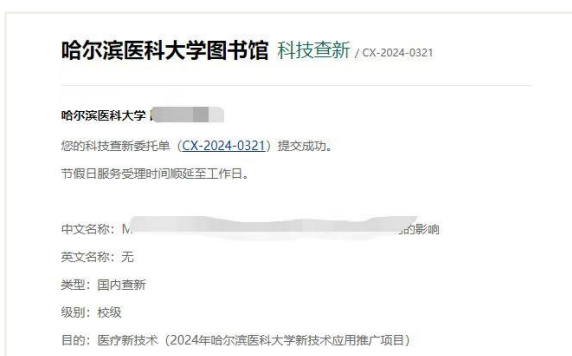 哈尔滨医科大学图书馆 科技查新 / CX-2024-0321
哈尔滨医科大学
您的科技查新委托单（CX-2024-0321）提交成功。
节假日服务受理时间顺延至工作日。
中文名称：M 的影响
英文名称：无
类型：国内查新
级别：校级
目的：医疗新技术（2024年哈尔滨医科大学新技术应用推广项目）